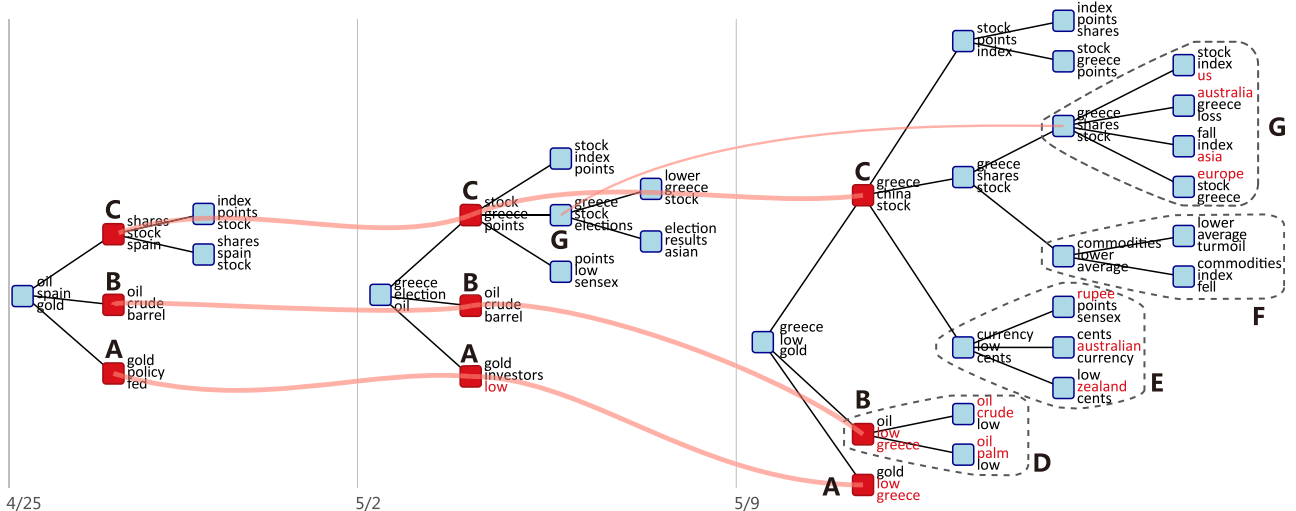 C
shares
stock
spain
index
points
stock
shares
spain
stock
oil
spain
gold
B
oil
crude
barrel
A
gold
policy
fed
4/25
stock
index
points
C
stock
greece
points
lower
greece
stock
greece
stock
elections
G
election
results
asian
points
low
sensex
greece
election
oil
B
oil
crude
barrel
A
gold
investors
low
5/2
index
points
shares
stock
points
index
stock
greece
points
stock
index
us
australia
greece
loss
greece
shares
stock
G
fall
index
asia
europe
stock
greece
C
greece
china
stock
greece
shares
stock
lower
average
turmoil
commodities
lower
average
commodities
index
fell
F
rupee
points
sensex
currency
low
cents
cents
australian
currency
low
zealand
cents
E
greece
low
gold
B
oil
low
greece
oil
crude
low
oil
palm
low
D
A
gold
low
greece
5/9